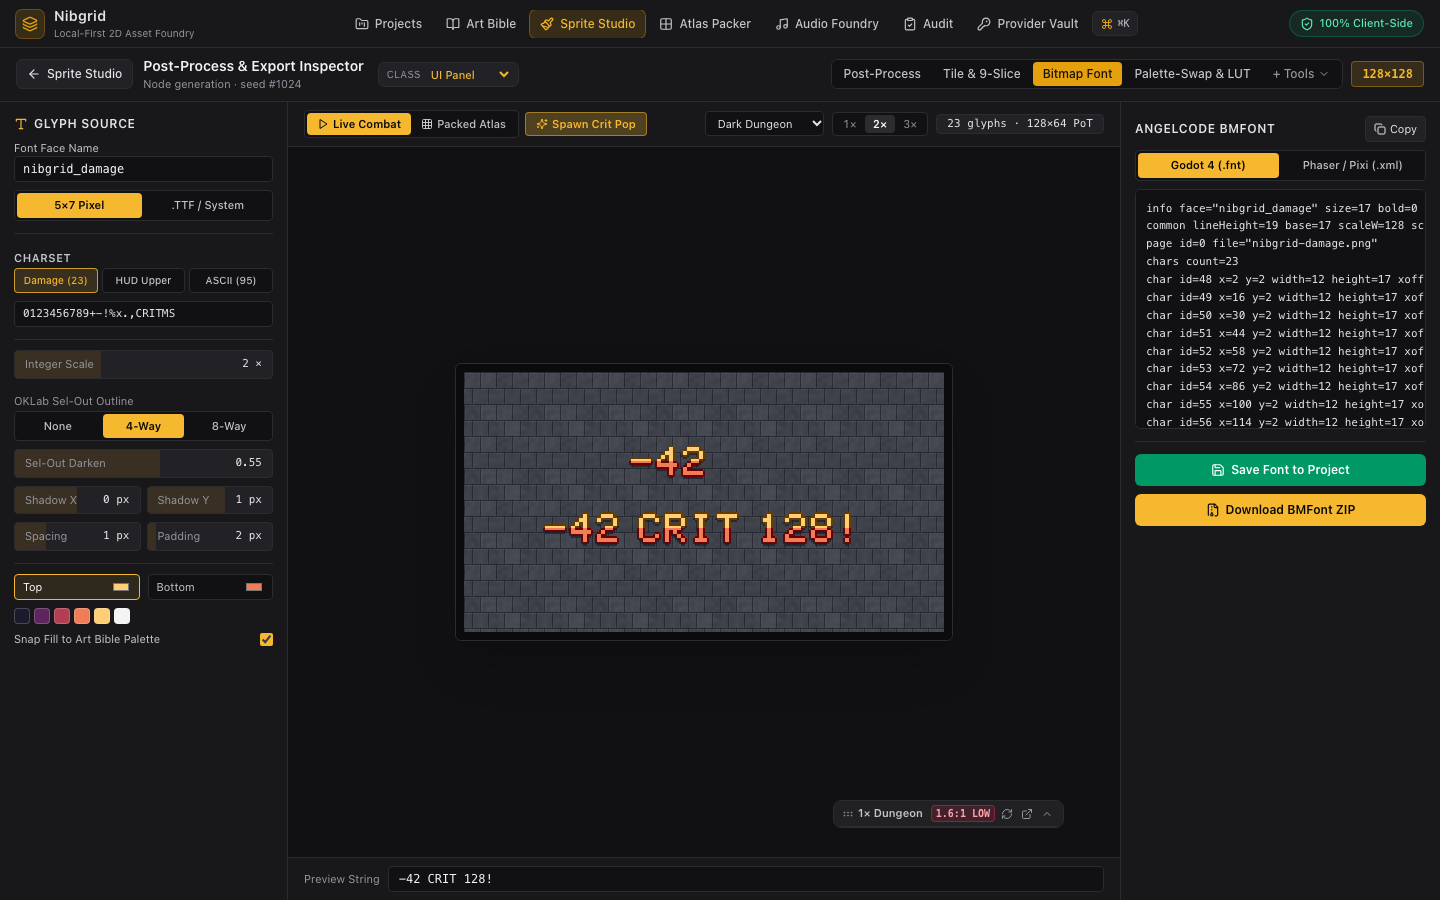 Nibgrid
Local-First 2D Asset Foundry
Projects
Art Bible
Sprite Studio
Atlas Packer
Audio Foundry
Audit
Provider Vault
⌘K
100% Client-Side
Sprite Studio
Post-Process & Export Inspector
Node generation · seed #1024
CLASS UI Panel
Post-Process
Tile & 9-Slice
Bitmap Font
Palette-Swap & LUT
+ Tools
128×128
GLYPH SOURCE
Font Face Name
nibgrid_damage
5×7 Pixel
.TTF / System
CHARSET
Damage (23)
HUD Upper
ASCII (95)
0123456789+−!%x.,CRITMS
Integer Scale 2 ×
OKLab Sel-Out Outline
None
4-Way
8-Way
Sel-Out Darken 0.55
Shadow X 0 px
Shadow Y 1 px
Spacing 1 px
Padding 2 px
Top
Bottom
Snap Fill to Art Bible Palette
Live Combat
Packed Atlas
Spawn Crit Pop
Dark Dungeon
1×
2×
3×
23 glyphs · 128×64 PoT
−42
−42 CRIT 128!
1× Dungeon
1.6:1 LOW
Preview String
−42 CRIT 128!
ANGELCODE BMFONT
Copy
Godot 4 (.fnt)
Phaser / Pixi (.xml)
info face="nibgrid_damage" size=17 bold=0
common lineHeight=19 base=17 scaleW=128 sc
page id=0 file="nibgrid-damage.png"
chars count=23
char id=48 x=2 y=2 width=12 height=17 xoff
char id=49 x=16 y=2 width=12 height=17 xof
char id=50 x=30 y=2 width=12 height=17 xof
char id=51 x=44 y=2 width=12 height=17 xof
char id=52 x=58 y=2 width=12 height=17 xof
char id=53 x=72 y=2 width=12 height=17 xof
char id=54 x=86 y=2 width=12 height=17 xof
char id=55 x=100 y=2 width=12 height=17 xo
char id=56 x=114 y=2 width=12 height=17 xo
Save Font to Project
Download BMFont ZIP